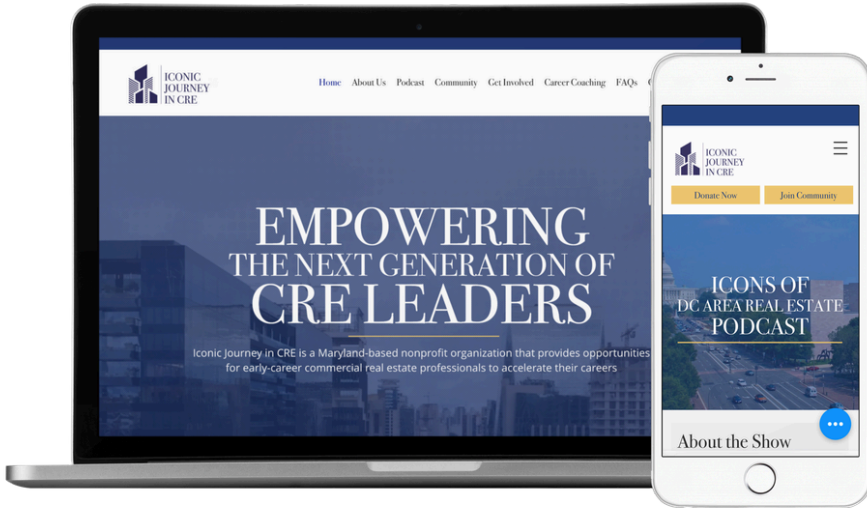 ICONIC
JOURNEY
IN CRE
Home About Us Podcast Community Get Involved Career Coaching FAQs
EMPOWERING
THE NEXT GENERATION OF
CRE LEADERS
Iconic Journey in CRE is a Maryland-based nonprofit organization that provides opportunities
for early-career commercial real estate professionals to accelerate their careers
ICONIC
JOURNEY
IN CRE
Donate Now Join Community
ICONS OF
DC AREA REAL ESTATE
PODCAST
About the Show